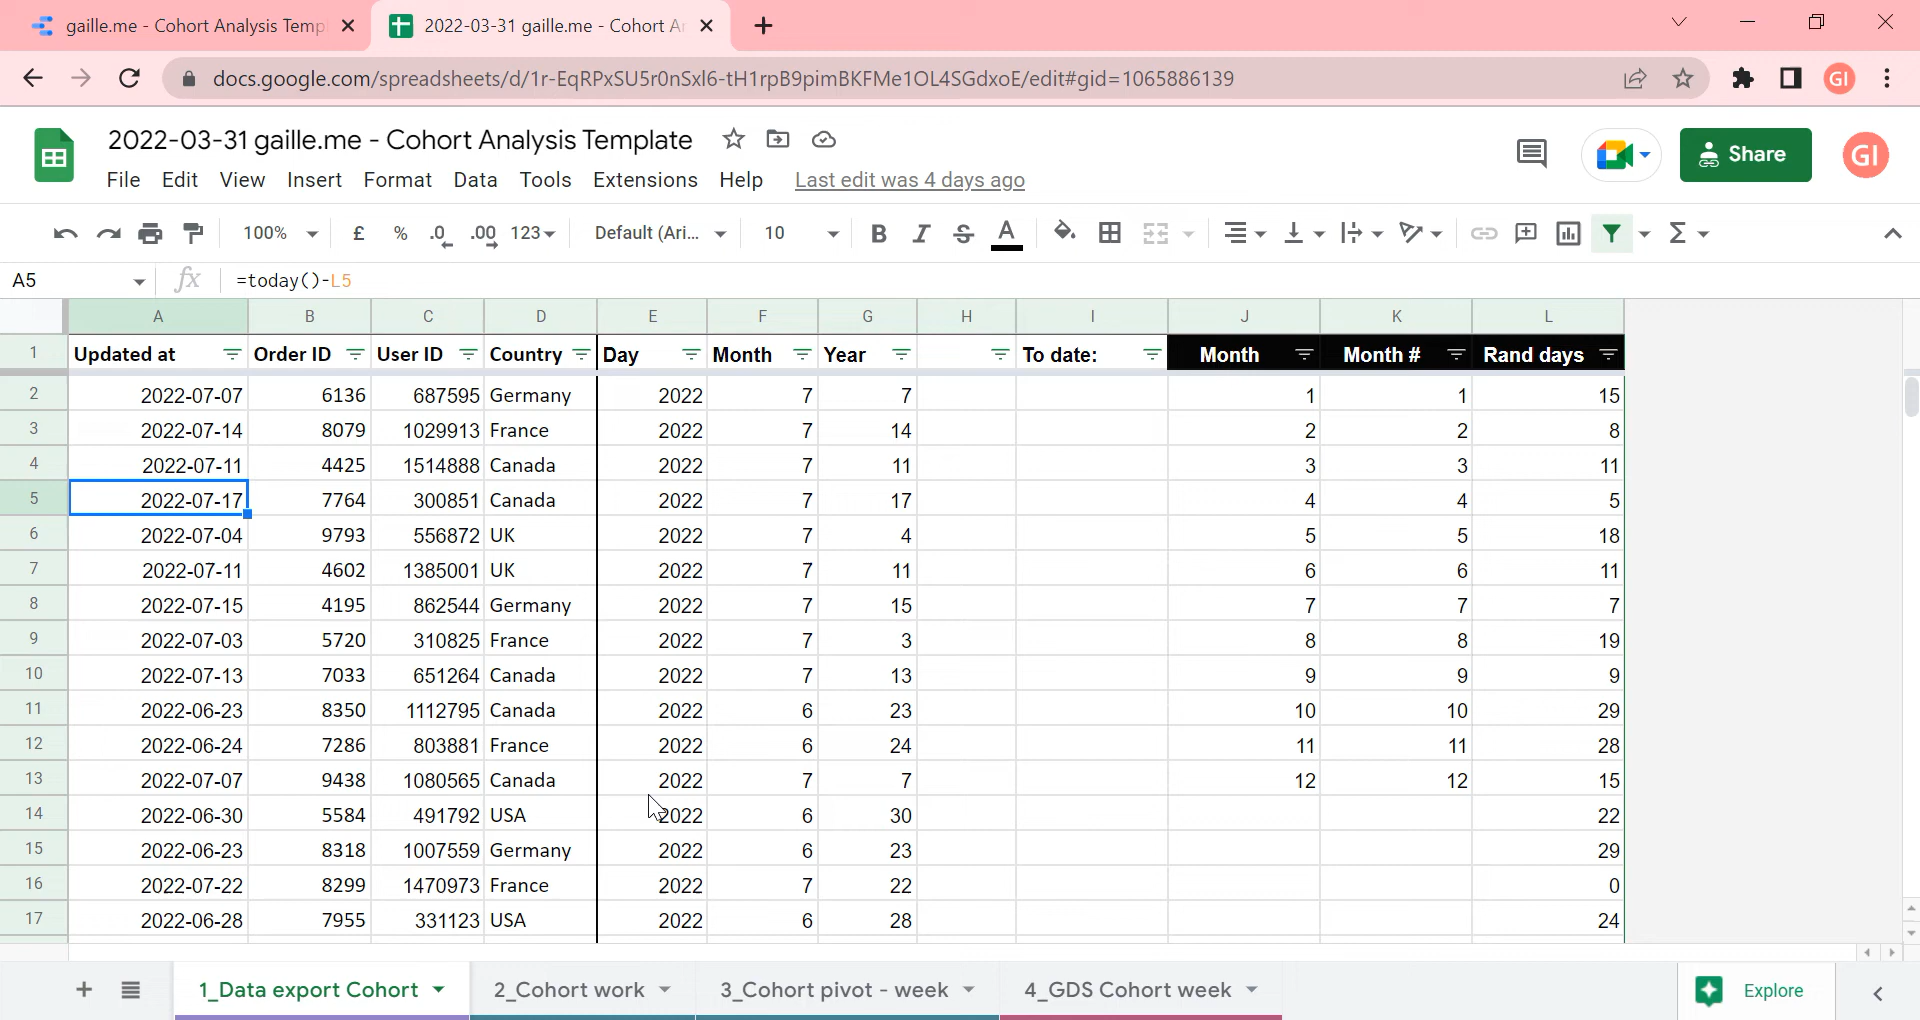 gaille.me - Cohort Analysis Temp
2022-03-31 gaille.me - Cohort A
docs.google.com/spreadsheets/d/1r-EqRPxSU5r0nSxl6-tH1rpB9pimBKFMe1OL4SGdxoE/edit#gid=1065886139
GI
2022-03-31 gaille.me - Cohort Analysis Template
Share
GI
File Edit View Insert Format Data Tools Extensions Help Last edit was 4 days ago
100% £ % .0 .00 123 Default (Ari... 10 B I S A Σ
A5 fx =today()-L5
A B C D E F G H I J K L
1 Updated at Order ID User ID Country Day Month Year To date: Month Month # Rand days
2 2022-07-07 6136 687595 Germany 2022 7 7 1 1 15
3 2022-07-14 8079 1029913 France 2022 7 14 2 2 8
4 2022-07-11 4425 1514888 Canada 2022 7 11 3 3 11
5 2022-07-17 7764 300851 Canada 2022 7 17 4 4 5
6 2022-07-04 9793 556872 UK 2022 7 4 5 5 18
7 2022-07-11 4602 1385001 UK 2022 7 11 6 6 11
8 2022-07-15 4195 862544 Germany 2022 7 15 7 7 7
9 2022-07-03 5720 310825 France 2022 7 3 8 8 19
10 2022-07-13 7033 651264 Canada 2022 7 13 9 9 9
11 2022-06-23 8350 1112795 Canada 2022 6 23 10 10 29
12 2022-06-24 7286 803881 France 2022 6 24 11 11 28
13 2022-07-07 9438 1080565 Canada 2022 7 7 12 12 15
14 2022-06-30 5584 491792 USA 2022 6 30 22
15 2022-06-23 8318 1007559 Germany 2022 6 23 29
16 2022-07-22 8299 1470973 France 2022 7 22 0
17 2022-06-28 7955 331123 USA 2022 6 28 24
1_Data export Cohort 2_Cohort work 3_Cohort pivot - week 4_GDS Cohort week Explore